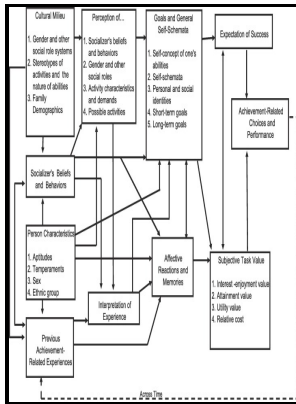 Cultural Milieu
1. Gender and other
social role systems
2. Stereotypes of
activities and the
nature of abilities
3. Family
Demographics
Perception of...
1. Socializer's beliefs
and behaviors
2. Gender and other
social roles
3. Activity characteristics
and demands
4. Possible activities
Goals and General
Self-Schemata
1. Self-concept of one's
abilities
2. Self-schemata
3. Personal and social
identities
4. Short-term goals
5. Long-term goals
Expectation of Success
Achievement-Related
Choices and
Performance
Socializer's Beliefs
and Behaviors
Person Characteristics
1. Aptitudes
2. Temperaments
3. Sex
4. Ethnic group
Previous
Achievement-
Related Experiences
Interpretation of
Experience
Affective
Reactions and
Memories
Subjective Task Value
1. Interest -enjoyment value
2. Attainment value
3. Utility value
4. Relative cost
Across Time